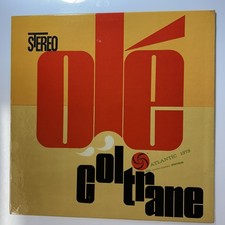 STEREO
olé
coltrane
ATLANTIC 1373